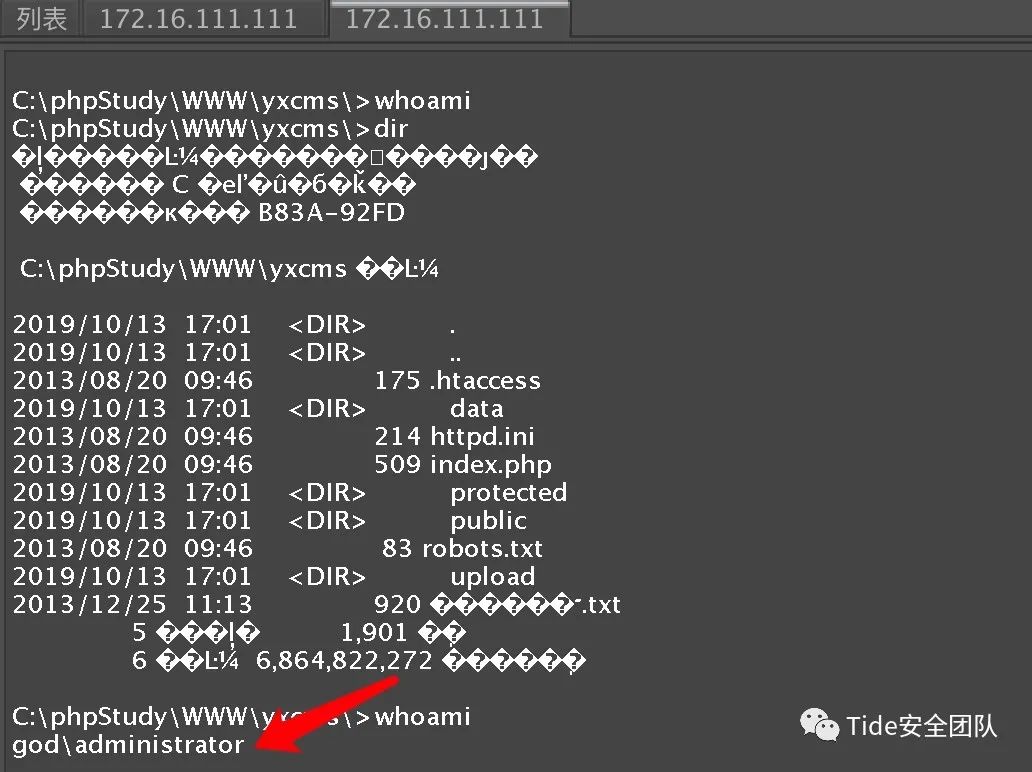 列表 172.16.111.111 172.16.111.111
C:\phpStudy\WWW\yxcms\>whoami
C:\phpStudy\WWW\yxcms\>dir
�ļ�����Ŀ¼��������﷨����ȷ��
������ C �еľ�û�б�ǩ��
������к��� B83A-92FD
C:\phpStudy\WWW\yxcms ��Ŀ¼
2019/10/13 17:01 <DIR> .
2019/10/13 17:01 <DIR> ..
2013/08/20 09:46 175 .htaccess
2019/10/13 17:01 <DIR> data
2013/08/20 09:46 214 httpd.ini
2013/08/20 09:46 509 index.php
2019/10/13 17:01 <DIR> protected
2019/10/13 17:01 <DIR> public
2013/08/20 09:46 83 robots.txt
2019/10/13 17:01 <DIR> upload
2013/12/25 11:13 920 .txt
5 ���ļ� 1,901 ��
6 ��Ŀ¼ 6,864,822,272 ������
C:\phpStudy\WWW\yxcms\>whoami
god\administrator
Tide安全团队